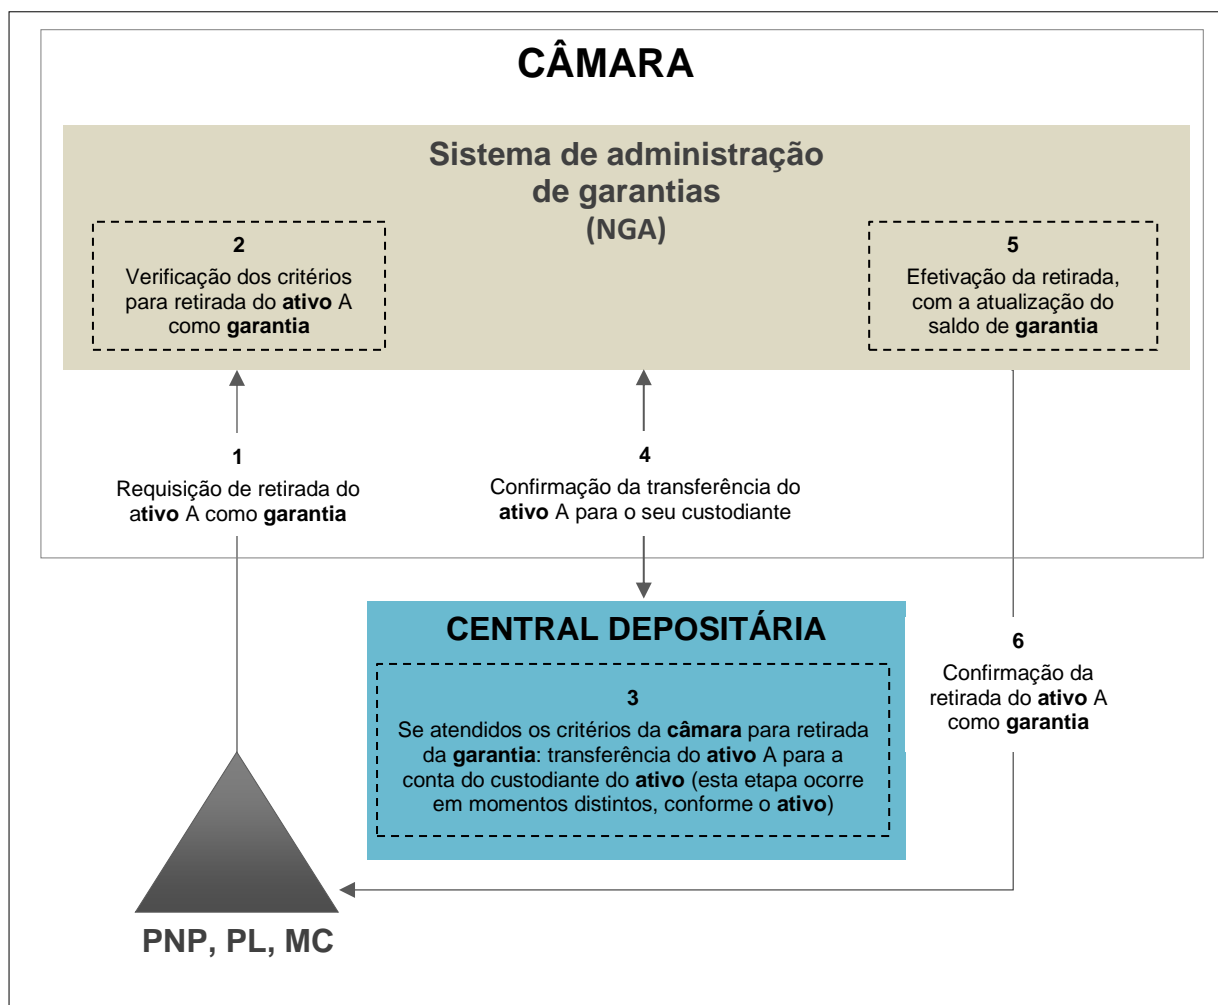 CÂMARA
Sistema de administração
de garantias
(NGA)
2
Verificação dos critérios
para retirada do ativo A
como garantia
5
Efetivação da retirada,
com a atualização do
saldo de garantia
1
Requisição de retirada do
ativo A como garantia
4
Confirmação da transferência do
ativo A para o seu custodiante
CENTRAL DEPOSITÁRIA
3
Se atendidos os critérios da câmara para retirada
da garantia: transferência do ativo A para a
conta do custodiante do ativo (esta etapa ocorre
em momentos distintos, conforme o ativo)
6
Confirmação da
retirada do ativo A
como garantia
PNP, PL, MC